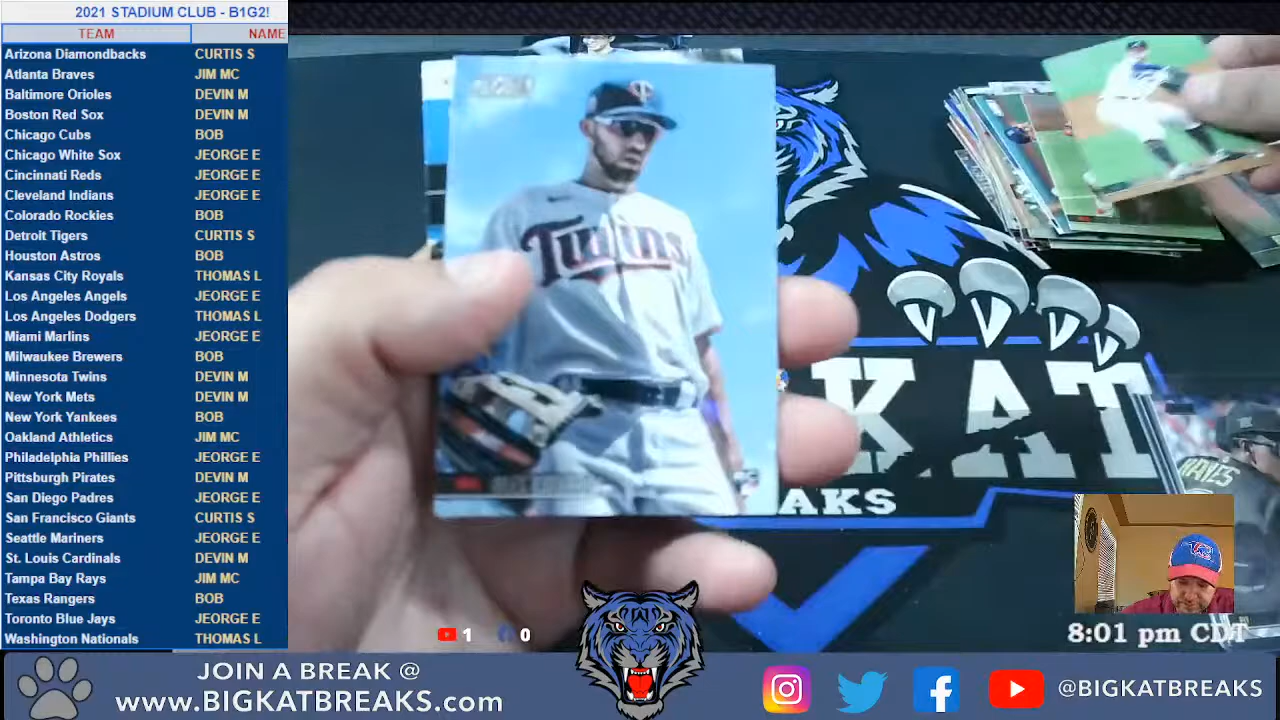 2021 STADIUM CLUB - B1G2!
TEAM NAME
Arizona Diamondbacks CURTIS S
Atlanta Braves JIM MC
Baltimore Orioles DEVIN M
Boston Red Sox DEVIN M
Chicago Cubs BOB
Chicago White Sox JEORGE E
Cincinnati Reds JEORGE E
Cleveland Indians JEORGE E
Colorado Rockies BOB
Detroit Tigers CURTIS S
Houston Astros BOB
Kansas City Royals THOMAS L
Los Angeles Angels JEORGE E
Los Angeles Dodgers THOMAS L
Miami Marlins JEORGE E
Milwaukee Brewers BOB
Minnesota Twins DEVIN M
New York Mets DEVIN M
New York Yankees BOB
Oakland Athletics JIM MC
Philadelphia Phillies JEORGE E
Pittsburgh Pirates DEVIN M
San Diego Padres JEORGE E
San Francisco Giants CURTIS S
Seattle Mariners JEORGE E
St. Louis Cardinals DEVIN M
Tampa Bay Rays JIM MC
Texas Rangers BOB
Toronto Blue Jays JEORGE E
Washington Nationals THOMAS L
Twins
KAT
AKS
HAYES
1 0
8:01 pm CDT
JOIN A BREAK @
www.BIGKATBREAKS.com
@BIGKATBREAKS